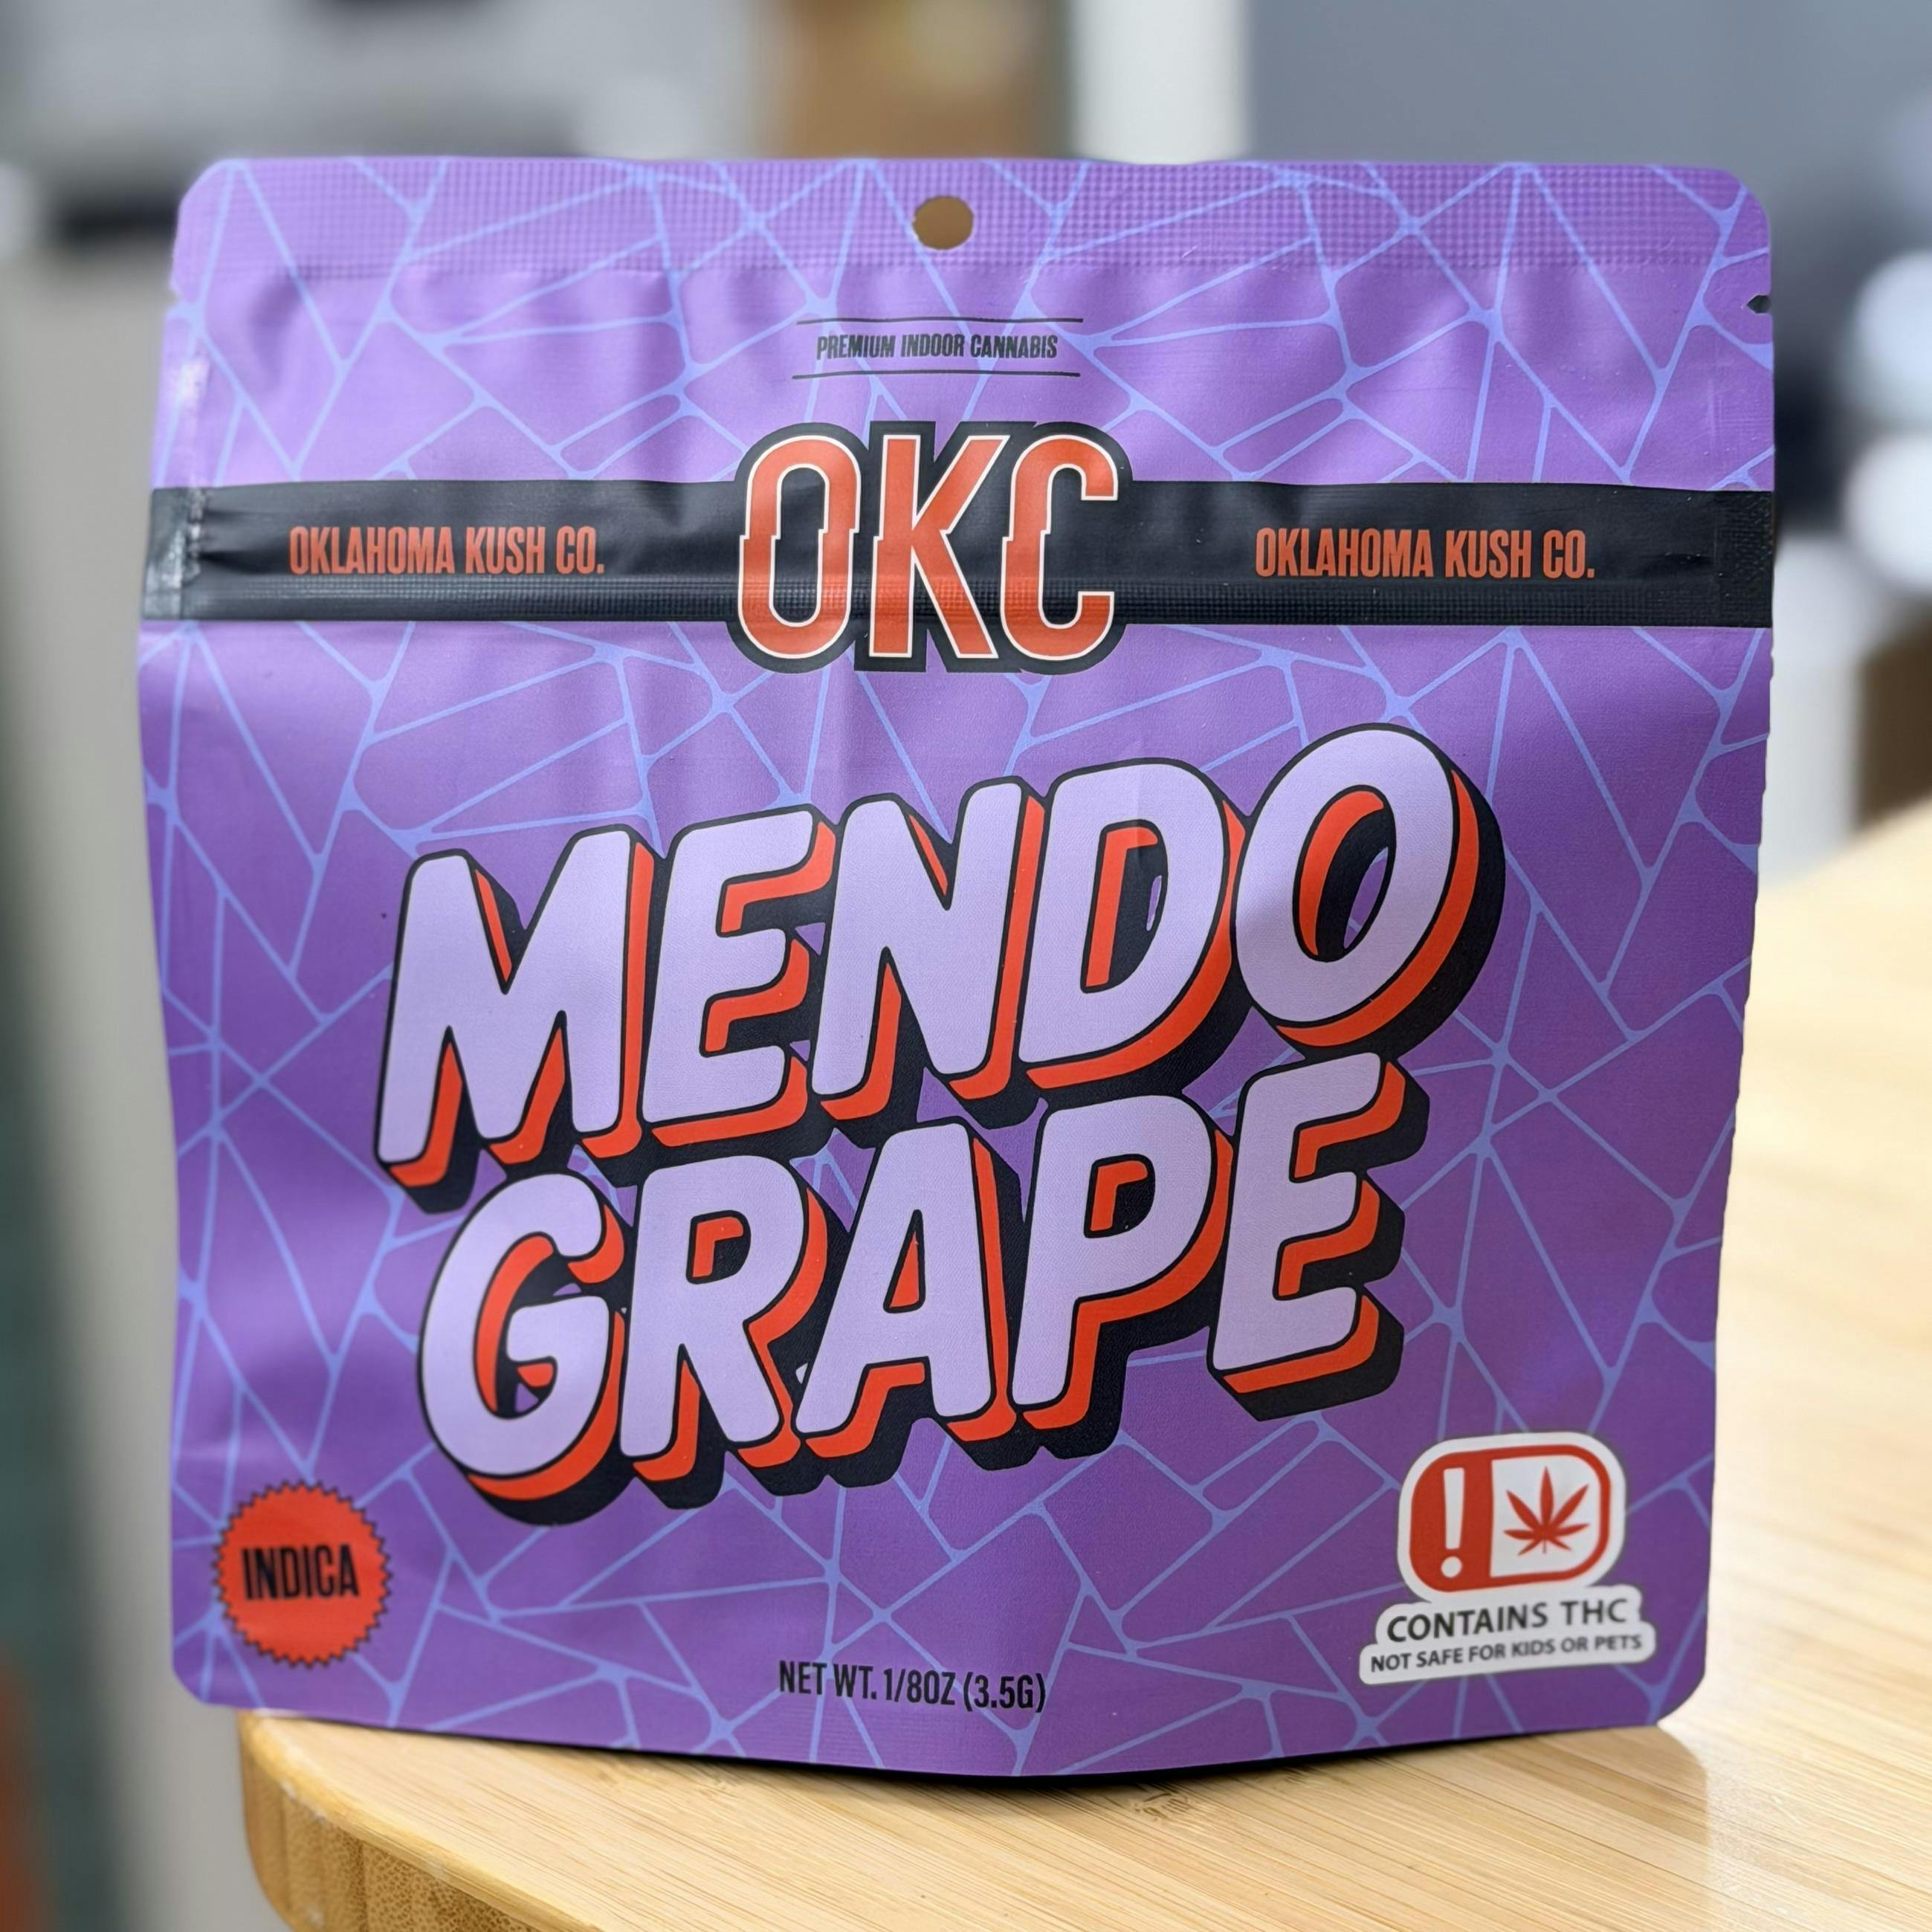 PREMIUM INDOOR CANNABIS
OKC
OKLAHOMA KUSH CO.
OKLAHOMA KUSH CO.
MENDO
GRAPE
INDICA
!
CONTAINS THC
NOT SAFE FOR KIDS OR PETS
NET WT. 1/8OZ (3.5G)